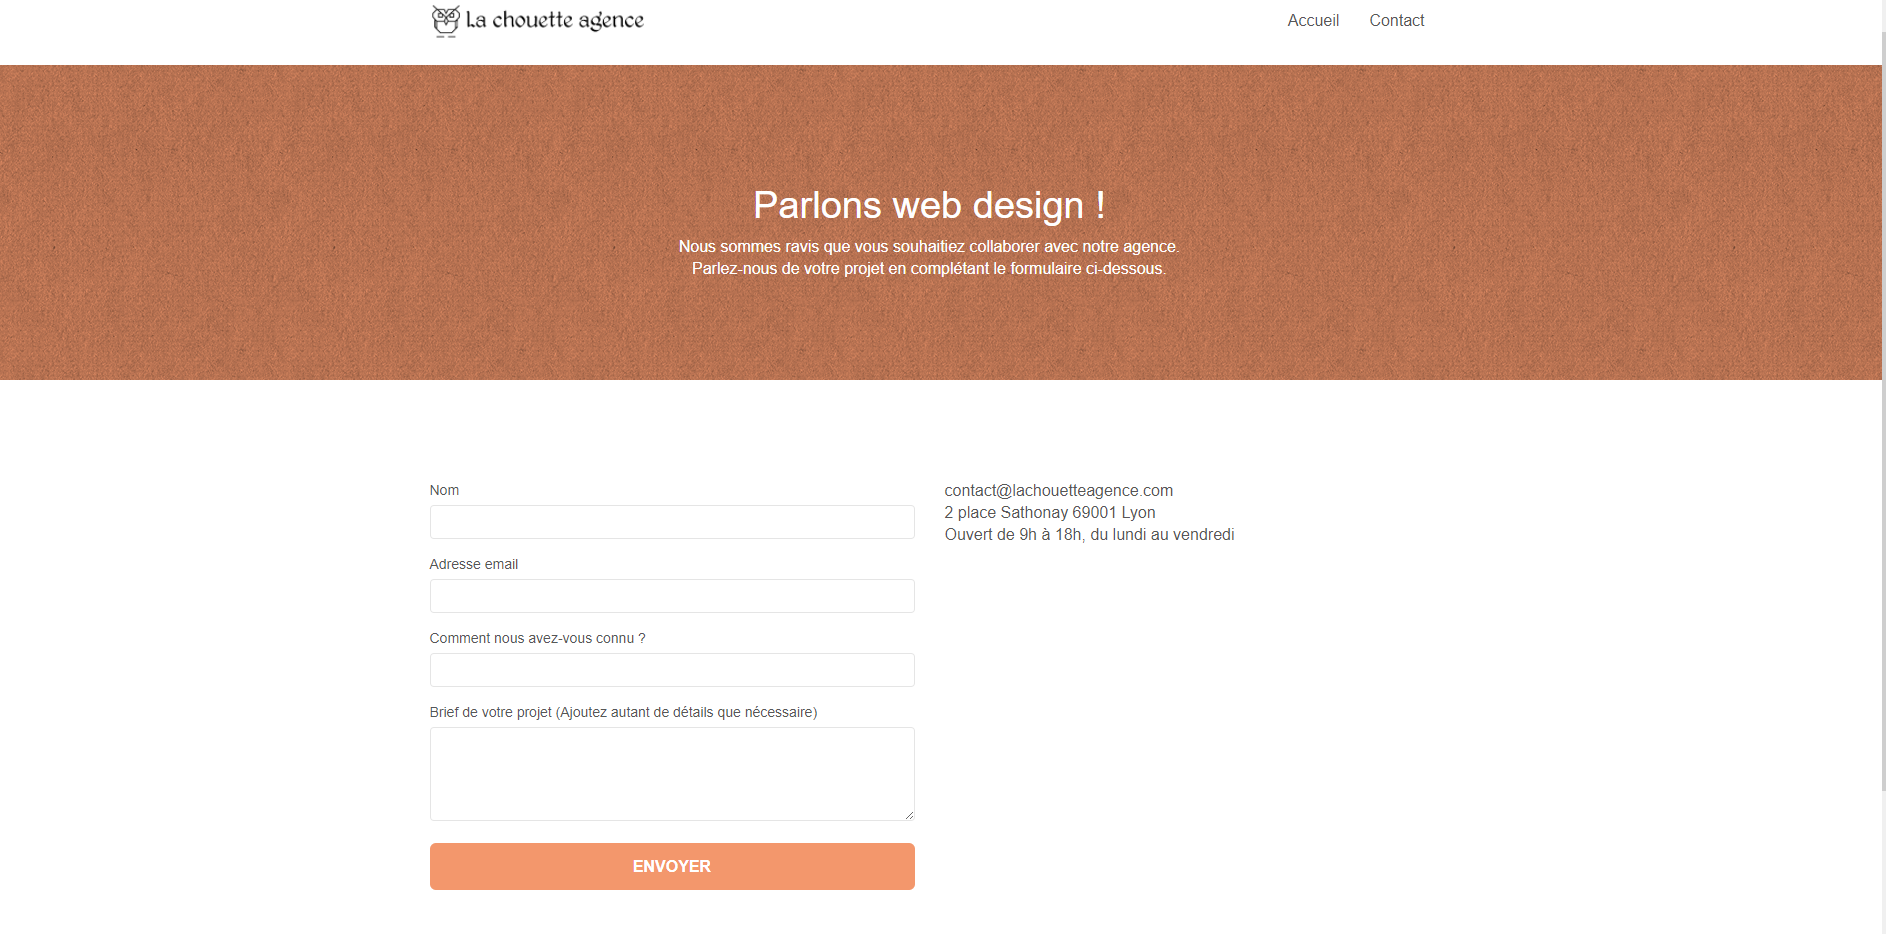 La chouette agence
Accueil
Contact
Parlons web design !
Nous sommes ravis que vous souhaitiez collaborer avec notre agence.
Parlez-nous de votre projet en complétant le formulaire ci-dessous.
Nom
Adresse email
Comment nous avez-vous connu ?
Brief de votre projet (Ajoutez autant de détails que nécessaire)
ENVOYER
contact@lachouetteagence.com
2 place Sathonay 69001 Lyon
Ouvert de 9h à 18h, du lundi au vendredi